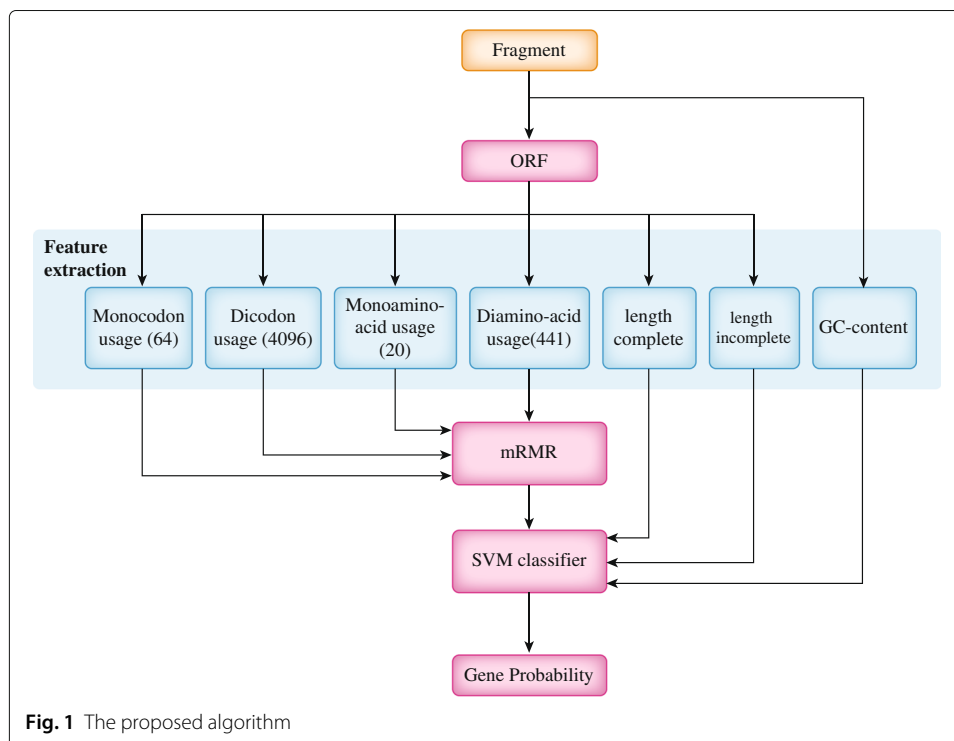 Fragment
ORF
Feature
extraction
Monocodon
usage (64)
Dicodon
usage (4096)
Monoamino-
acid usage
(20)
Diamino-acid
usage(441)
length
complete
length
incomplete
GC-content
mRMR
SVM classifier
Gene Probability
Fig. 1 The proposed algorithm